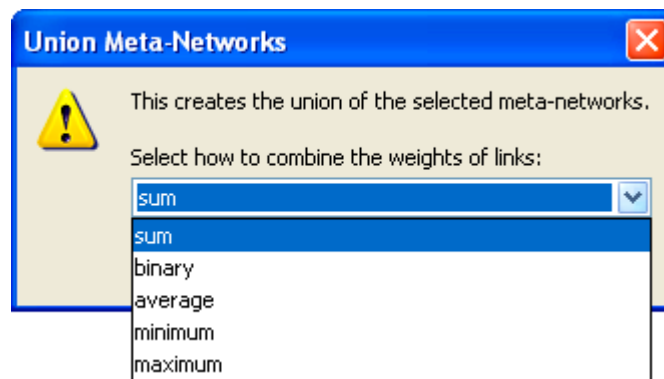 Union Meta-Networks
This creates the union of the selected meta-networks.
Select how to combine the weights of links:
sum
sum
binary
average
minimum
maximum